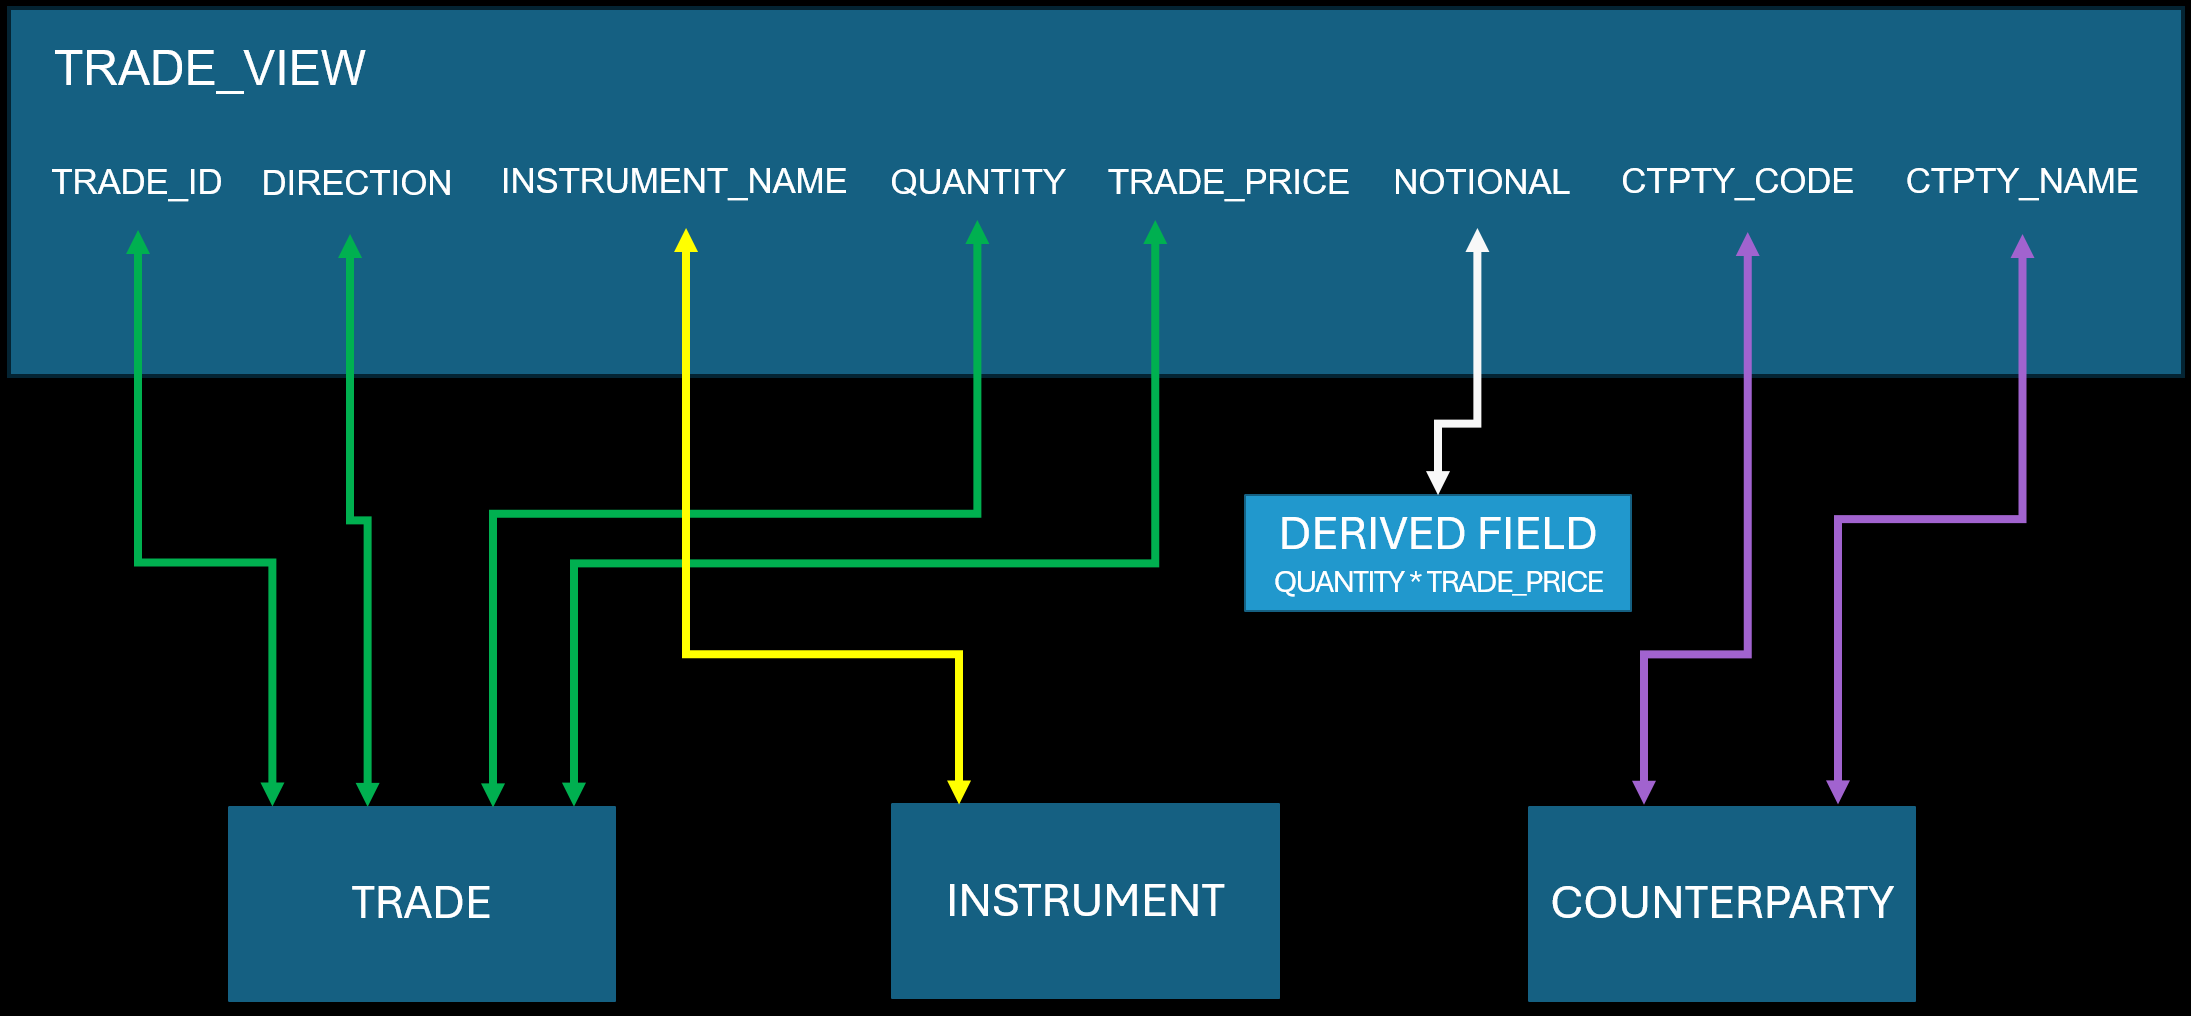 TRADE_VIEW
TRADE_ID DIRECTION INSTRUMENT_NAME QUANTITY TRADE_PRICE NOTIONAL CTPTY_CODE CTPTY_NAME
DERIVED FIELD
QUANTITY * TRADE_PRICE
TRADE
INSTRUMENT
COUNTERPARTY